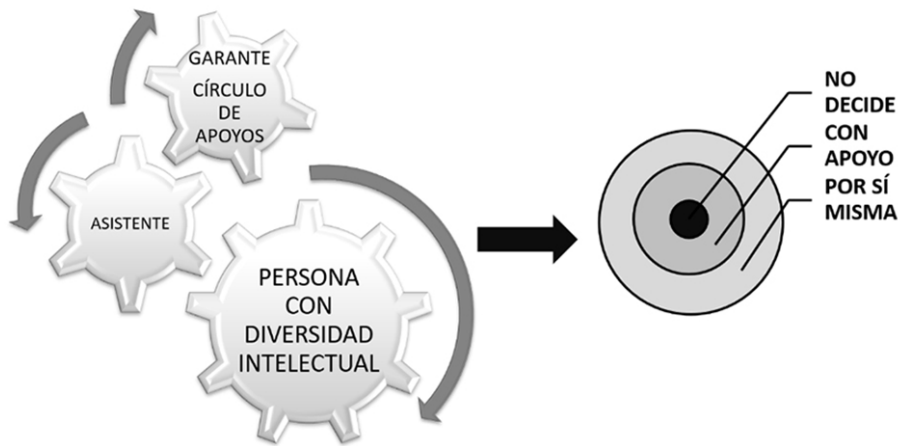 GARANTE
CÍRCULO
DE
APOYOS
ASISTENTE
PERSONA
CON
DIVERSIDAD
INTELECTUAL
NO
DECIDE
CON
APOYO
POR SÍ
MISMA